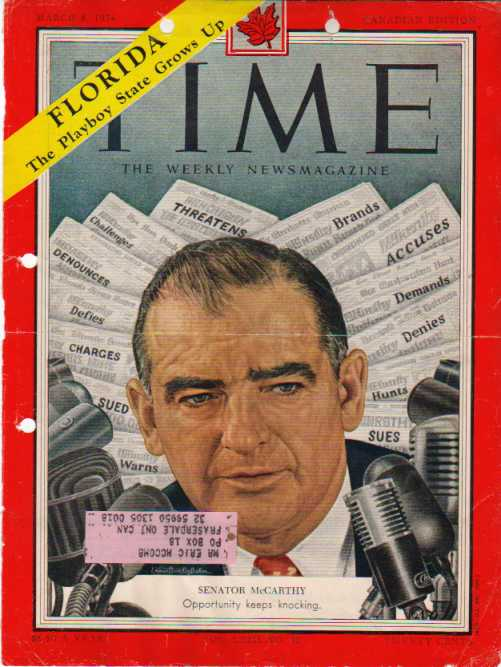 MARCH 8, 1954
CANADIAN EDITION
FLORIDA
The Playboy State Grows Up
TIME
THE WEEKLY NEWSMAGAZINE
THREATENS
Brands
Challenges
ACCUSES
DENOUNCES
Demands
Defies
Denies
CHARGES
Hunts
SUED
SUES
Warns
MR ERIC MCCOMB
PO BOX 18
FRASERDALE ONT CAN
32 59950 1305 0018
SENATOR McCARTHY
Opportunity keeps knocking.